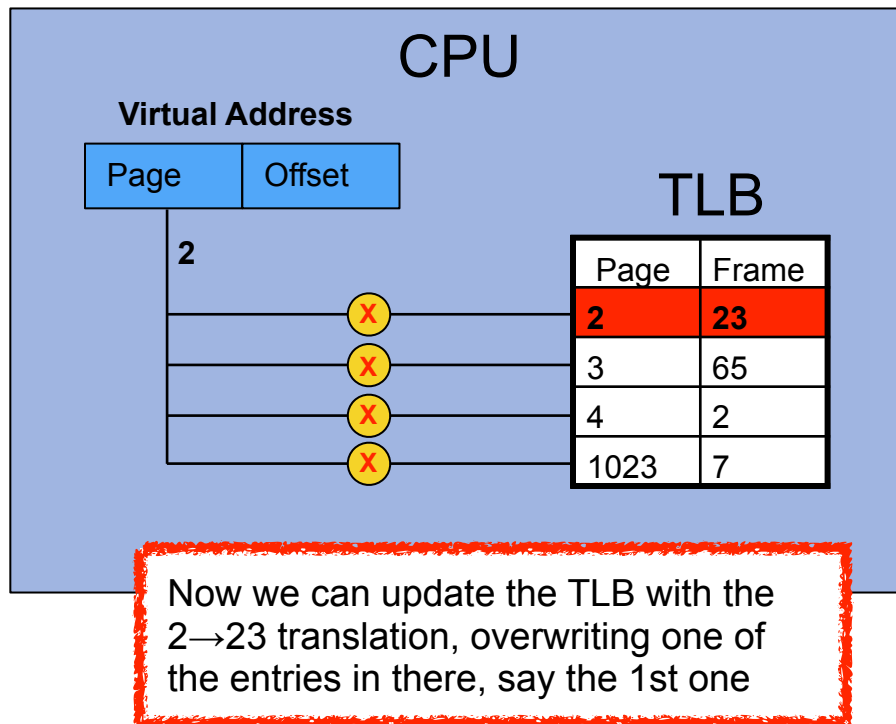 CPU
Virtual Address
Page Offset
TLB
2
Page Frame
X 2 23
X 3 65
X 4 2
X 1023 7
Now we can update the TLB with the
2→23 translation, overwriting one of
the entries in there, say the 1st one